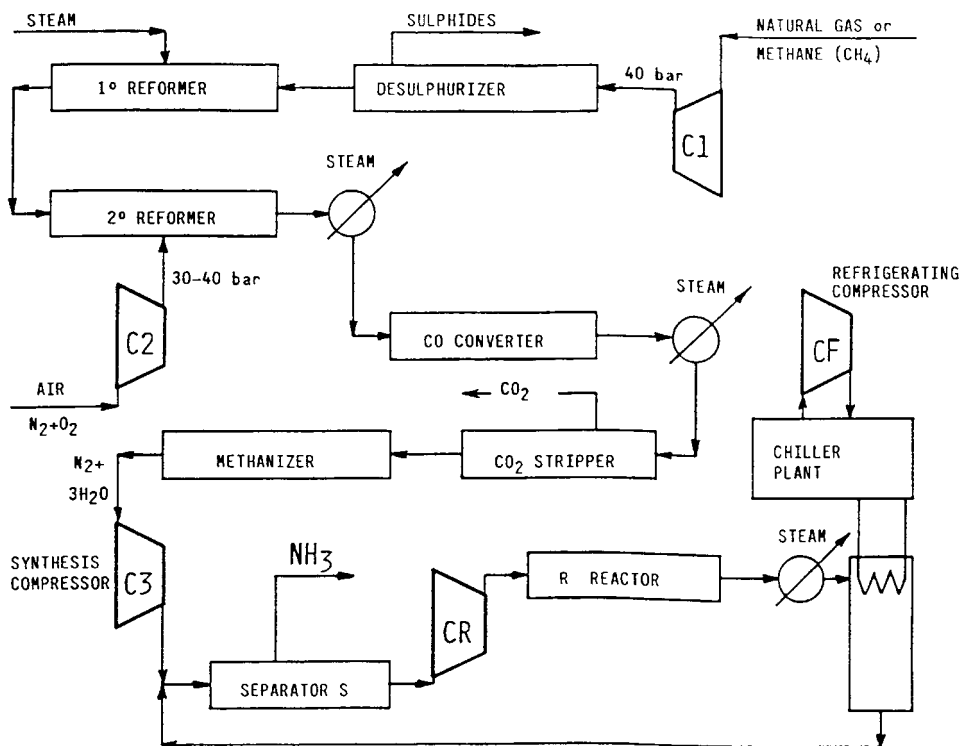 STEAM
SULPHIDES
NATURAL GAS or
METHANE (CH4)
1º REFORMER
DESULPHURIZER
40 bar
C1
STEAM
2º REFORMER
30-40 bar
C2
AIR
N2+O2
STEAM
REFRIGERATING
COMPRESSOR
CO CONVERTER
CF
CO2
METHANIZER
CO2 STRIPPER
CHILLER
PLANT
N2+
3H2O
SYNTHESIS
COMPRESSOR
C3
NH3
STEAM
R REACTOR
CR
SEPARATOR S